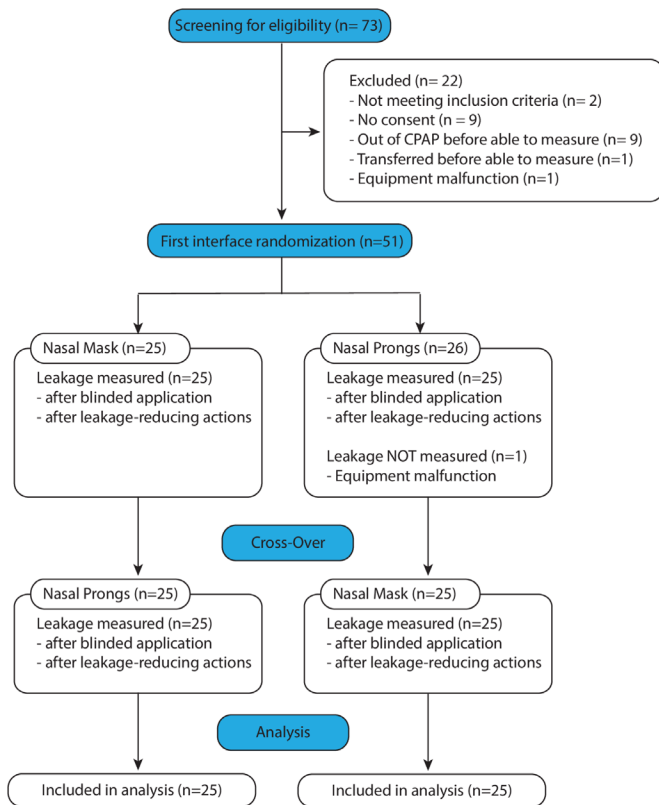 Screening for eligibility (n= 73)
Excluded (n= 22)
- Not meeting inclusion criteria (n= 2)
- No consent (n = 9)
- Out of CPAP before able to measure (n= 9)
- Transferred before able to measure (n=1)
- Equipment malfunction (n=1)
First interface randomization (n=51)
Nasal Mask (n=25)
Leakage measured (n=25)
- after blinded application
- after leakage-reducing actions
Nasal Prongs (n=26)
Leakage measured (n=25)
- after blinded application
- after leakage-reducing actions
Leakage NOT measured (n=1)
- Equipment malfunction
Cross-Over
Nasal Prongs (n=25)
Leakage measured (n=25)
- after blinded application
- after leakage-reducing actions
Nasal Mask (n=25)
Leakage measured (n=25)
- after blinded application
- after leakage-reducing actions
Analysis
Included in analysis (n=25)
Included in analysis (n=25)